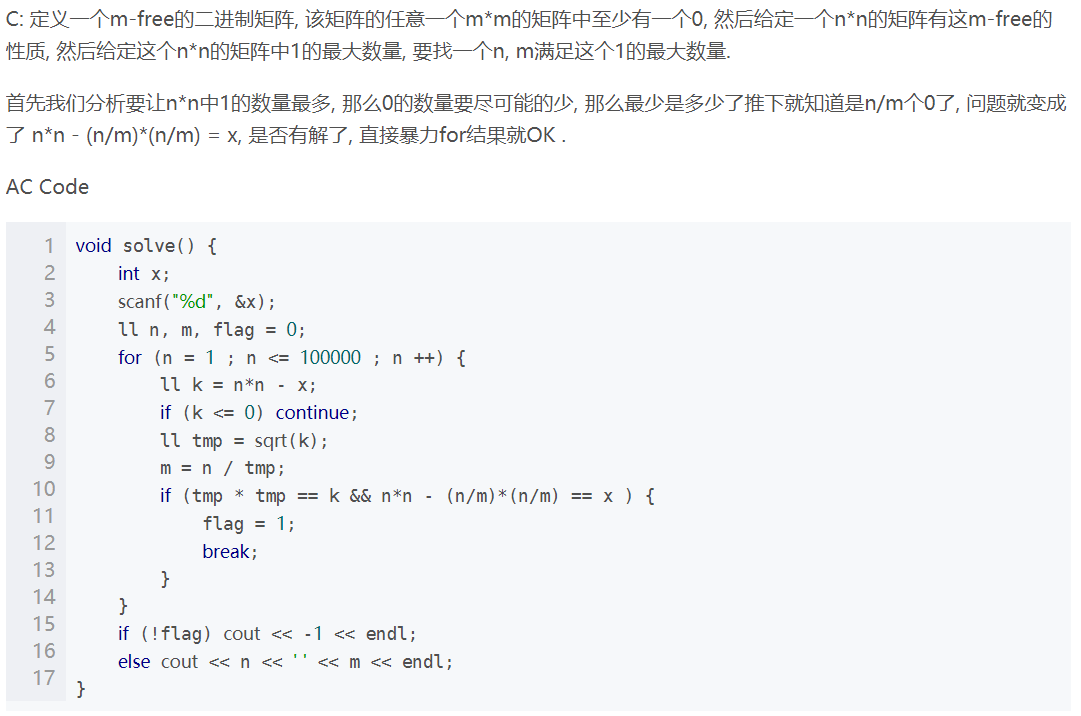 C: 定义一个m-free的二进制矩阵, 该矩阵的任意一个m*m的矩阵中至少有一个0, 然后给定一个n*n的矩阵有这m-free的
性质, 然后给定这个n*n的矩阵中1的最大数量, 要找一个n, m满足这个1的最大数量.
首先我们分析要让n*n中1的数量最多, 那么0的数量要尽可能的少, 那么最少是多少了推下就知道是n/m个0了, 问题就变成
了 n*n - (n/m)*(n/m) = x, 是否有解了, 直接暴力for结果就OK .
AC Code
1 void solve() {
2     int x;
3     scanf("%d", &x);
4     ll n, m, flag = 0;
5     for (n = 1 ; n <= 100000 ; n ++) {
6         ll k = n*n - x;
7         if (k <= 0) continue;
8         ll tmp = sqrt(k);
9         m = n / tmp;
10         if (tmp * tmp == k && n*n - (n/m)*(n/m) == x ) {
11             flag = 1;
12             break;
13         }
14     }
15     if (!flag) cout << -1 << endl;
16     else cout << n << ' ' << m << endl;
17 }